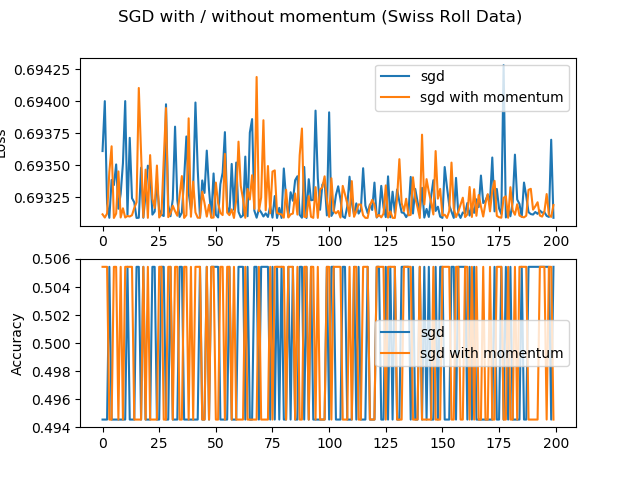 SGD with / without momentum (Swiss Roll Data)
0.69425
0.69400
0.69375
0.69350
0.69325
Loss
sgd
sgd with momentum
0 25 50 75 100 125 150 175 200
0.506
0.504
0.502
0.500
0.498
0.496
0.494
Accuracy
sgd
sgd with momentum
0 25 50 75 100 125 150 175 200